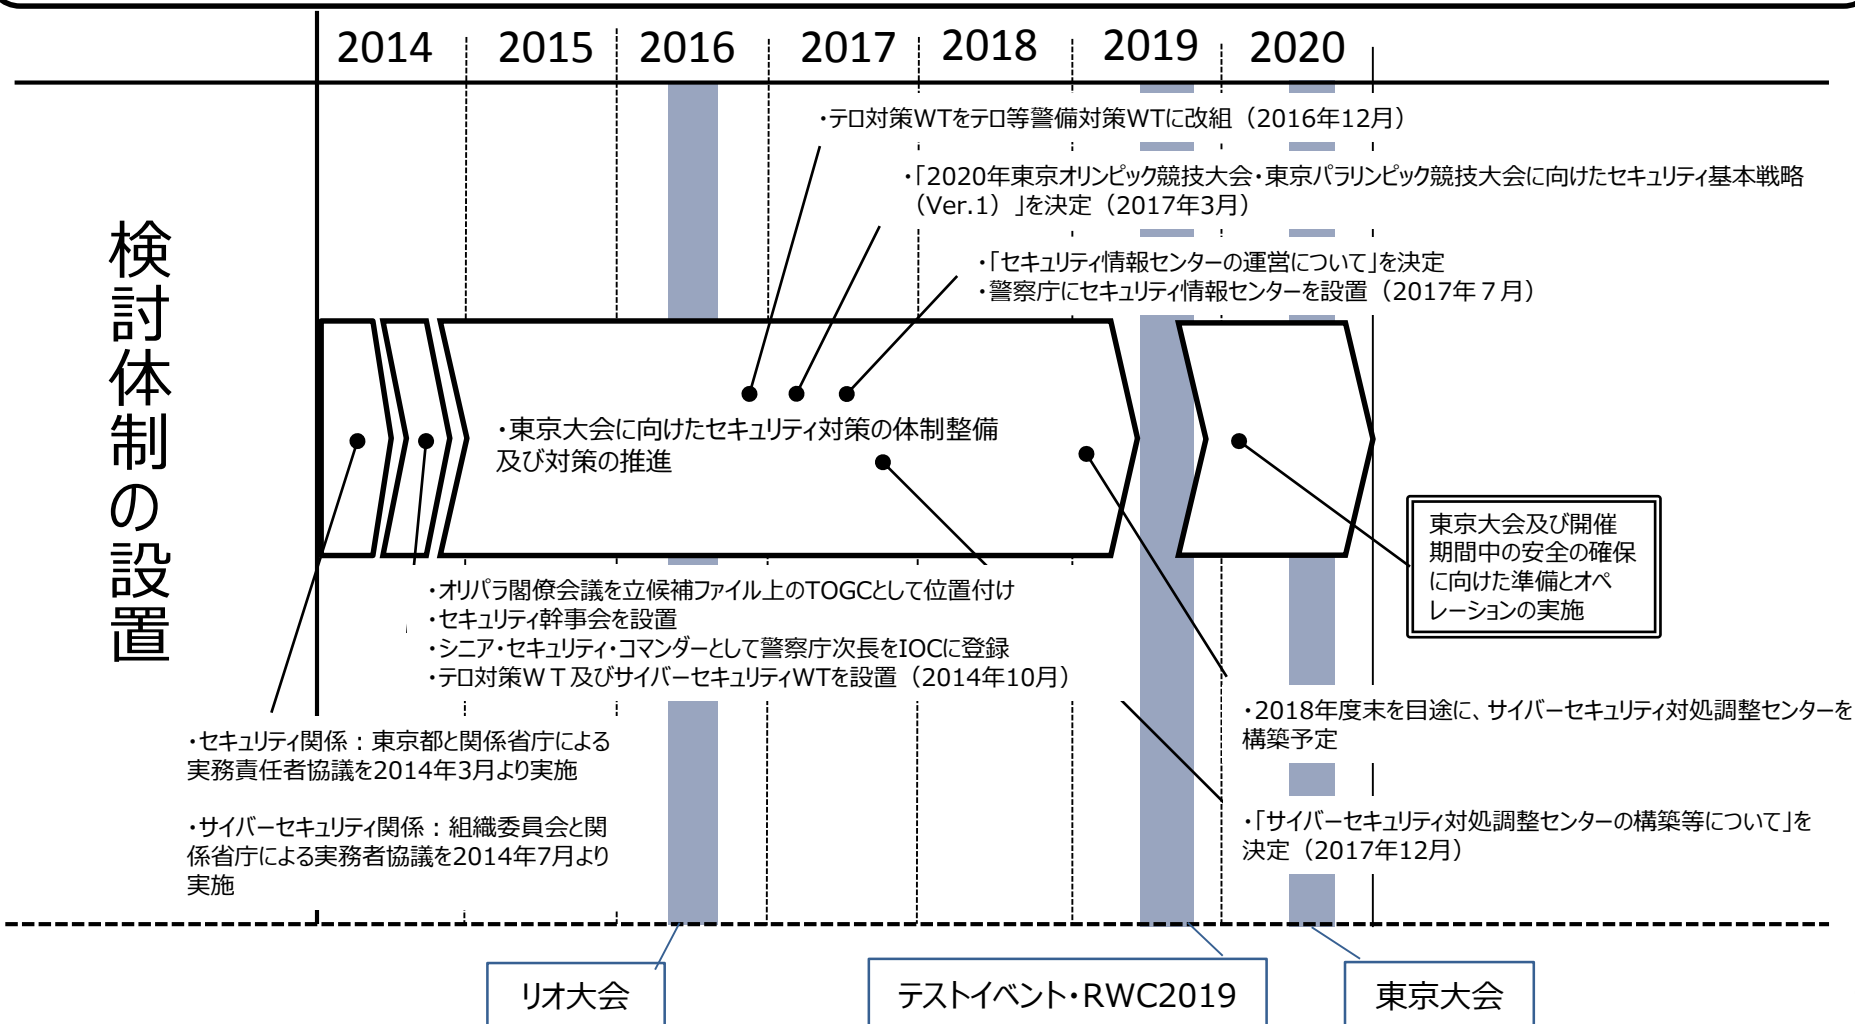 2014 2015 2016 2017 2018 2019 2020
検討体制の設置
・テロ対策WTをテロ等警備対策WTに改組（2016年12月）
・「2020年東京オリンピック競技大会・東京パラリンピック競技大会に向けたセキュリティ基本戦略
（Ver.1）」を決定（2017年3月）
・「セキュリティ情報センターの運営について」を決定
・警察庁にセキュリティ情報センターを設置（2017年７月）
・東京大会に向けたセキュリティ対策の体制整備
及び対策の推進
東京大会及び開催
期間中の安全の確保
に向けた準備とオペ
レーションの実施
・オリパラ閣僚会議を立候補ファイル上のTOGCとして位置付け
・セキュリティ幹事会を設置
・シニア・セキュリティ・コマンダーとして警察庁次長をIOCに登録
・テロ対策ＷＴ及びサイバーセキュリティWTを設置（2014年10月）
・2018年度末を目途に、サイバーセキュリティ対処調整センターを
構築予定
・セキュリティ関係：東京都と関係省庁による
実務責任者協議を2014年3月より実施
・「サイバーセキュリティ対処調整センターの構築等について」を
決定（2017年12月）
・サイバーセキュリティ関係：組織委員会と関
係省庁による実務者協議を2014年7月より
実施
リオ大会
テストイベント・RWC2019
東京大会